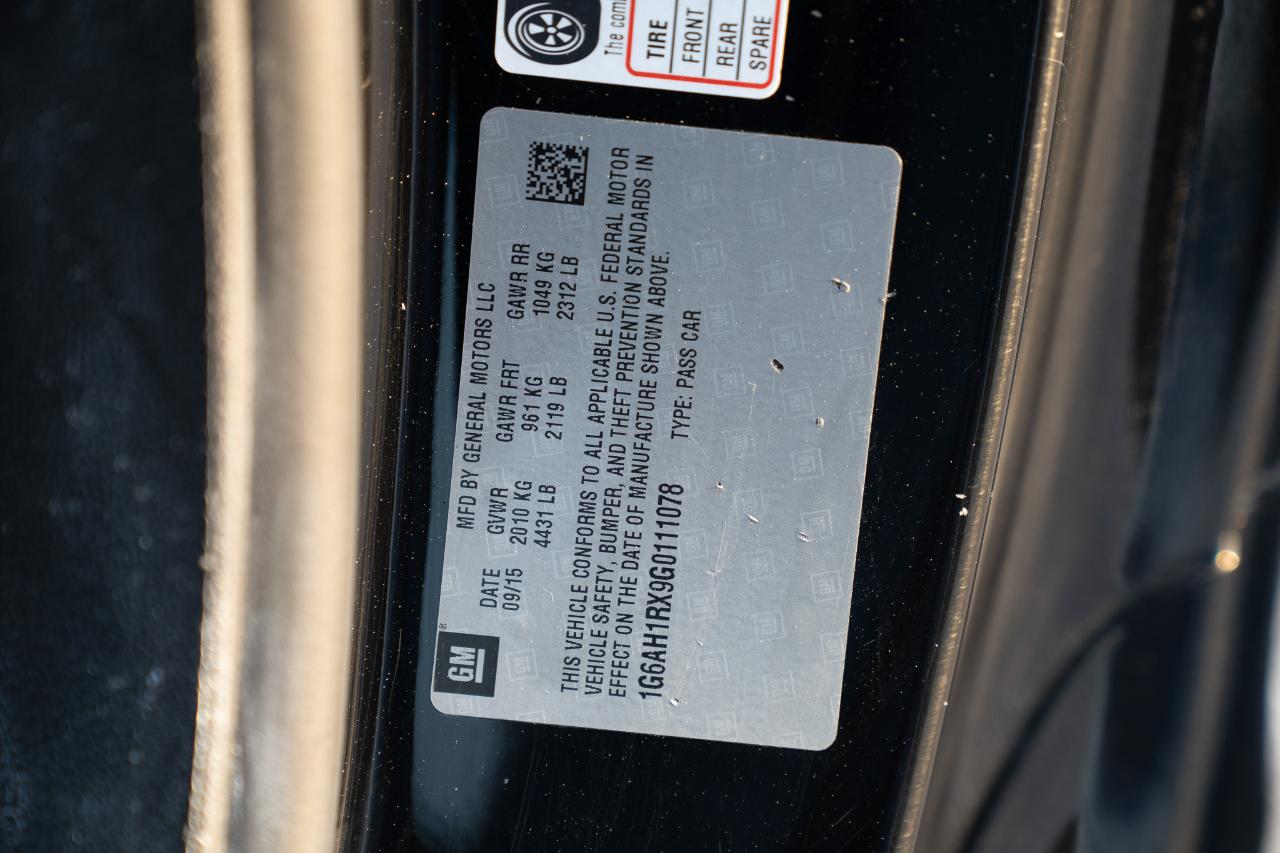 The com
TIRE
FRONT
REAR
SPARE
GM
®
MFD BY GENERAL MOTORS LLC
DATE GVWR GAWR FRT GAWR RR
09/15 2010 KG 961 KG 1049 KG
4431 LB 2119 LB 2312 LB
THIS VEHICLE CONFORMS TO ALL APPLICABLE U.S. FEDERAL MOTOR
VEHICLE SAFETY, BUMPER, AND THEFT PREVENTION STANDARDS IN
EFFECT ON THE DATE OF MANUFACTURE SHOWN ABOVE.
1G6AH1RX9G0111078 TYPE: PASS CAR